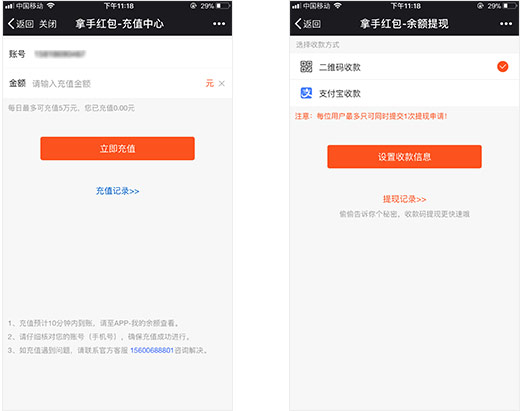 中国移动 下午11:18 29%
返回 关闭 拿手红包-充值中心
账号
金额 请输入充值金额 元
每日最多可充值5万元，您已充值0.00元
立即充值
充值记录>>
1、充值预计10分钟内到账，请至APP-我的余额查看。
2、请仔细核对您的账号（手机号），确保充值成功进行。
3、如充值遇到问题，请联系官方客服 15600688801咨询解决。
中国移动 下午11:18 29%
返回 拿手红包-余额提现
选择收款方式
二维码收款
支付宝收款
注意：每位用户最多只可同时提交1次提现申请！
设置收款信息
提现记录>>
偷偷告诉你个秘密，收款码提现更快速哦